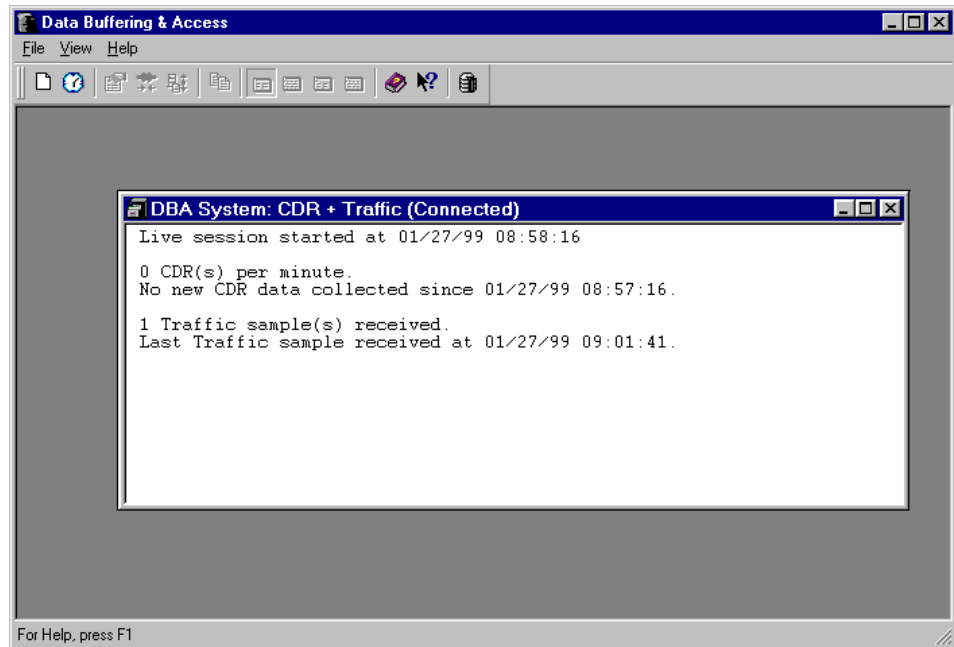 Data Buffering & Access
File View Help
DBA System: CDR + Traffic (Connected)
Live session started at 01/27/99 08:58:16
0 CDR(s) per minute.
No new CDR data collected since 01/27/99 08:57:16.
1 Traffic sample(s) received.
Last Traffic sample received at 01/27/99 09:01:41.
For Help, press F1